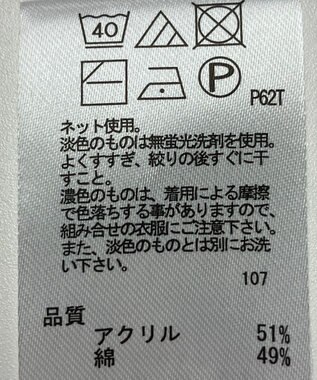 40
P
P62T
ネット使用。
淡色のものは無蛍光洗剤を使用。
よくすすぎ、絞りの後すぐに干
すこと。
濃色のものは、着用による摩擦
で色落ちする事がありますので、
組み合せの衣服にご注意下さい。
また、淡色のものとは別にお洗
い下さい。
107
品質
アクリル 51%
綿 49%